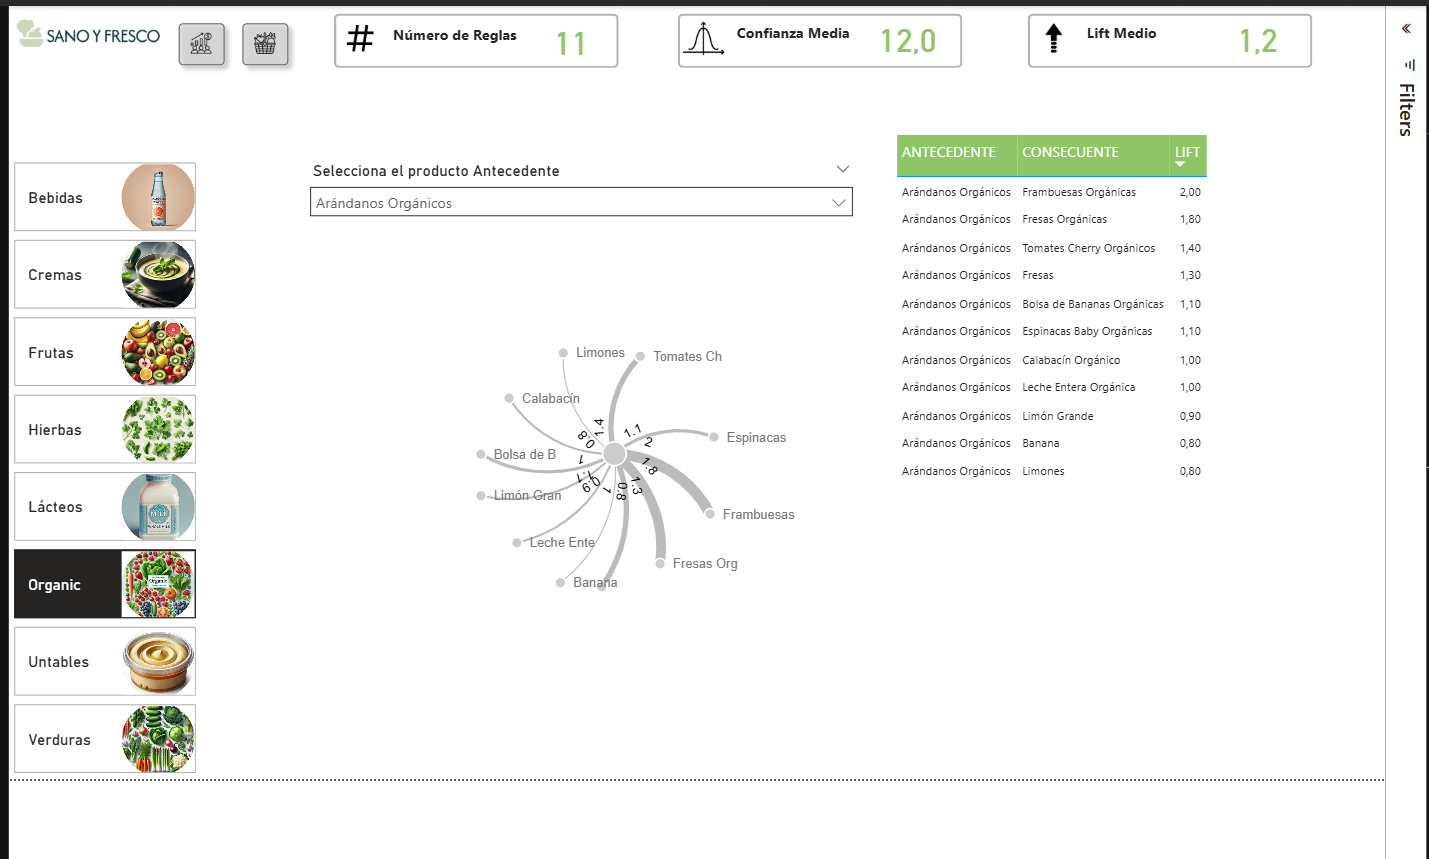 SANO Y FRESCO
Número de Reglas
11
Confianza Media
12,0
Lift Medio
1,2
Filters
Bebidas
Cremas
Frutas
Hierbas
Lácteos
MILK
Organic
Organic
Untables
Verduras
Selecciona el producto Antecedente
Arándanos Orgánicos
Limones
Tomates Ch
Calabacín
Espinacas
Bolsa de B
Limón Gran
Frambuesas
Leche Ente
Fresas Org
Banana
1.4
1.1
2
0.8
1
1.8
1.1
0.9
1
0.8
1.3
ANTECEDENTE CONSECUENTE LIFT
Arándanos Orgánicos Frambuesas Orgánicas 2,00
Arándanos Orgánicos Fresas Orgánicas 1,80
Arándanos Orgánicos Tomates Cherry Orgánicos 1,40
Arándanos Orgánicos Fresas 1,30
Arándanos Orgánicos Bolsa de Bananas Orgánicas 1,10
Arándanos Orgánicos Espinacas Baby Orgánicas 1,10
Arándanos Orgánicos Calabacín Orgánico 1,00
Arándanos Orgánicos Leche Entera Orgánica 1,00
Arándanos Orgánicos Limón Grande 0,90
Arándanos Orgánicos Banana 0,80
Arándanos Orgánicos Limones 0,80